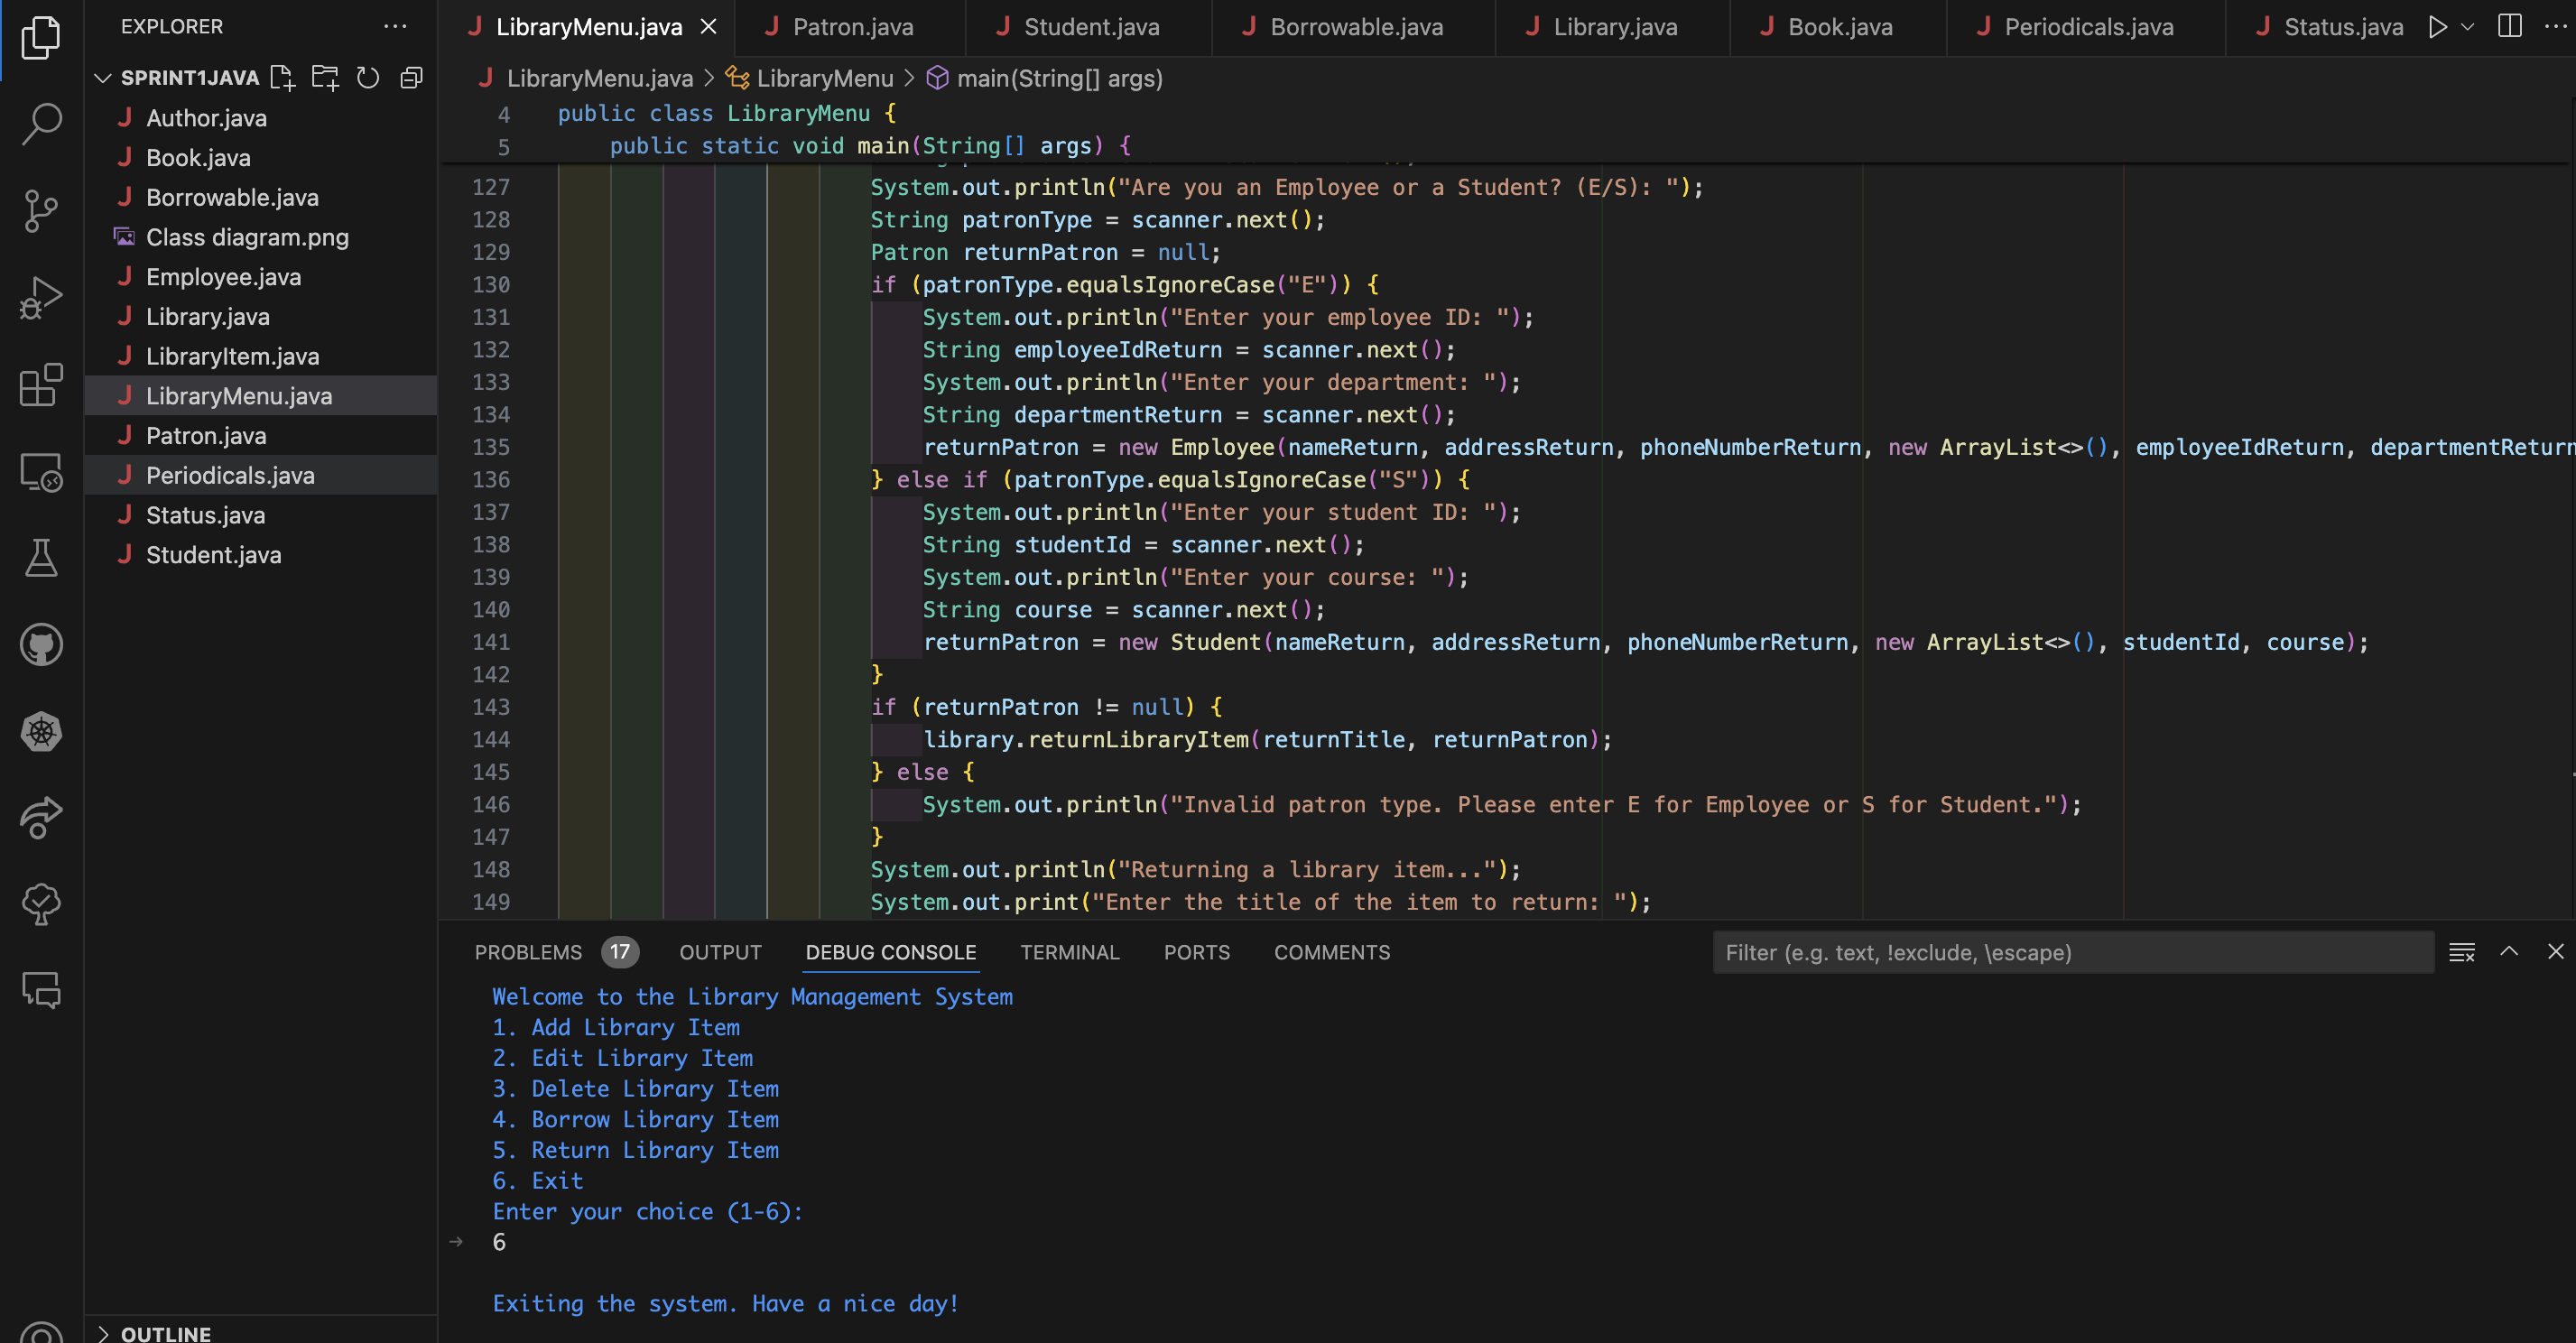 EXPLORER
SPRINT1JAVA
Author.java
Book.java
Borrowable.java
Class diagram.png
Employee.java
Library.java
LibraryItem.java
LibraryMenu.java
Patron.java
Periodicals.java
Status.java
Student.java
OUTLINE
LibraryMenu.java Patron.java Student.java Borrowable.java Library.java Book.java Periodicals.java Status.java
LibraryMenu.java > LibraryMenu > main(String[] args)
4 public class LibraryMenu {
5 public static void main(String[] args) {
127 System.out.println("Are you an Employee or a Student? (E/S): ");
128 String patronType = scanner.next();
129 Patron returnPatron = null;
130 if (patronType.equalsIgnoreCase("E")) {
131 System.out.println("Enter your employee ID: ");
132 String employeeIdReturn = scanner.next();
133 System.out.println("Enter your department: ");
134 String departmentReturn = scanner.next();
135 returnPatron = new Employee(nameReturn, addressReturn, phoneNumberReturn, new ArrayList<>(), employeeIdReturn, departmentReturn
136 } else if (patronType.equalsIgnoreCase("S")) {
137 System.out.println("Enter your student ID: ");
138 String studentId = scanner.next();
139 System.out.println("Enter your course: ");
140 String course = scanner.next();
141 returnPatron = new Student(nameReturn, addressReturn, phoneNumberReturn, new ArrayList<>(), studentId, course);
142 }
143 if (returnPatron != null) {
144 library.returnLibraryItem(returnTitle, returnPatron);
145 } else {
146 System.out.println("Invalid patron type. Please enter E for Employee or S for Student.");
147 }
148 System.out.println("Returning a library item...");
149 System.out.print("Enter the title of the item to return: ");
PROBLEMS 17 OUTPUT DEBUG CONSOLE TERMINAL PORTS COMMENTS Filter (e.g. text, !exclude, \escape)
Welcome to the Library Management System
1. Add Library Item
2. Edit Library Item
3. Delete Library Item
4. Borrow Library Item
5. Return Library Item
6. Exit
Enter your choice (1-6):
6
Exiting the system. Have a nice day!